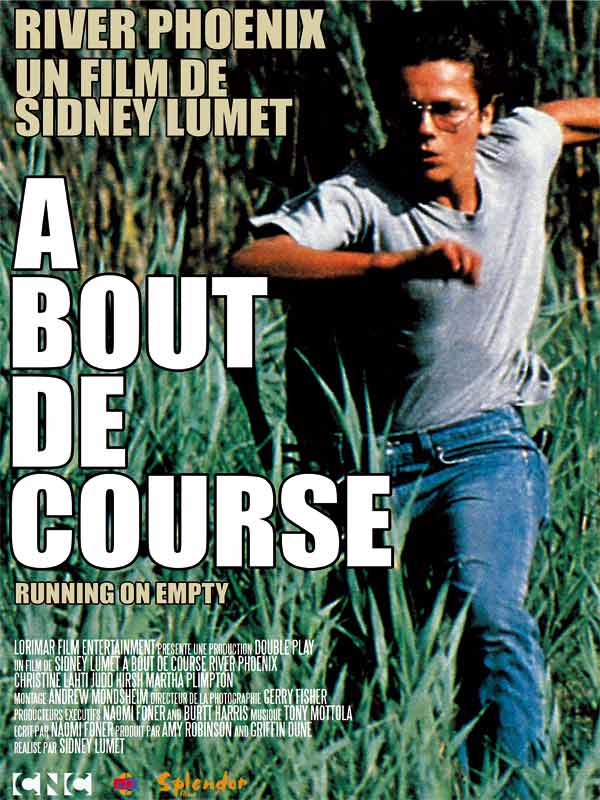 RIVER PHOENIX
UN FILM DE
SIDNEY LUMET
A
BOUT
DE
COURSE
RUNNING ON EMPTY
LORIMAR FILM ENTERTAINMENT PRESENTE UNE PRODUCTION DOUBLE PLAY
UN FILM DE SIDNEY LUMET A BOUT DE COURSE RIVER PHOENIX
CHRISTINE LAHTI JUDD HIRSH MARTHA PLIMPTON
MONTAGE ANDREW MONDSHEIM DIRECTEUR DE LA PHOTOGRAPHIE GERRY FISHER
PRODUCTEURS EXECUTIFS NAOMI FONER AND BURTT HARRIS MUSIQUE TONY MOTTOLA
ECRIT PAR NAOMI FONER PRODUIT PAR AMY ROBINSON AND GRIFFIN DUNE
REALISE PAR SIDNEY LUMET
CNC Splendor
films